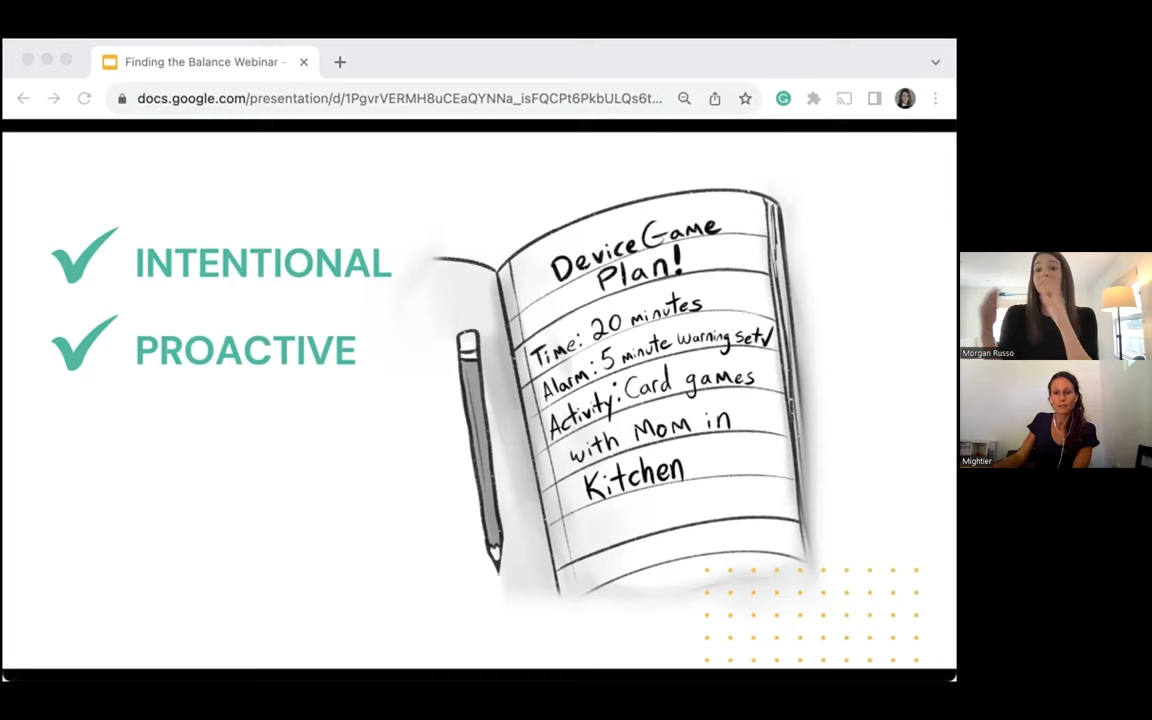 Finding the Balance Webinar -
docs.google.com/presentation/d/1PgvrVERMH8uCEaQYNNa_isFQCPt6PkbULQs6t...
INTENTIONAL
PROACTIVE
Device Game
Plan!
Time: 20 minutes
Alarm: 5 minute warning set√
Activity: Card games
with Mom in
Kitchen
Morgan Russo
Mightier